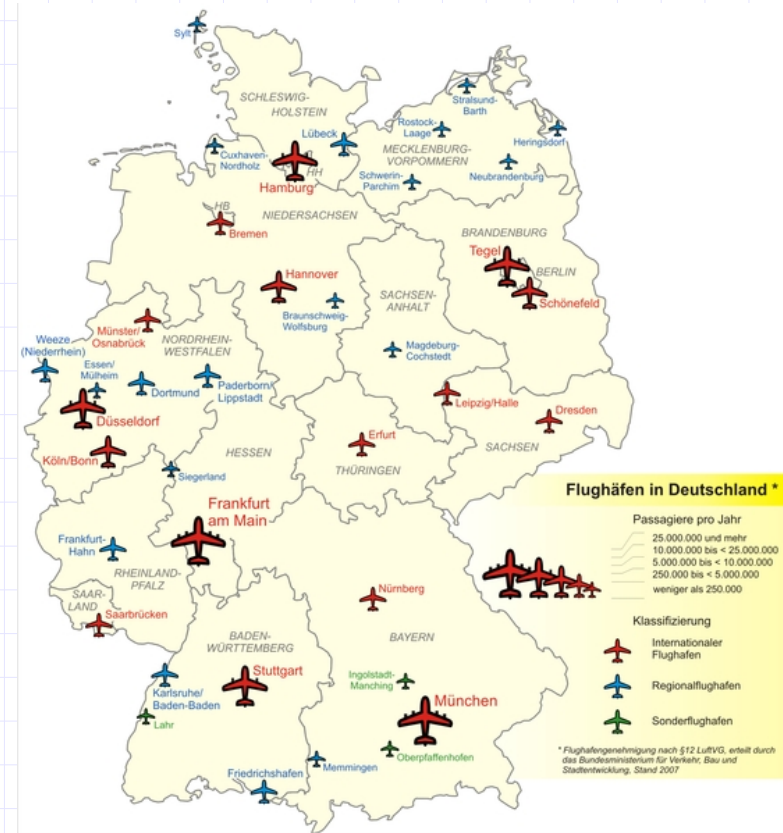 Sylt
SCHLESWIG-
HOLSTEIN
Stralsund-
Barth
Rostock-
Laage
Heringsdorf
Lübeck
Cuxhaven-
Nordholz
HH
Hamburg
MECKLENBURG-
VORPOMMERN
Neubrandenburg
Schwerin-
Parchim
HB
Bremen
NIEDERSACHSEN
BRANDENBURG
Tegel
BERLIN
Schönefeld
Hannover
Braunschweig-
Wolfsburg
SACHSEN-
ANHALT
Münster/
Osnabrück
NORDRHEIN-
WESTFALEN
Weeze
(Niederrhein)
Essen/
Mülheim
Dortmund
Paderborn/
Lippstadt
Magdeburg-
Cochstedt
Düsseldorf
Leipzig/Halle
Dresden
Köln/Bonn
Erfurt
SACHSEN
HESSEN
THÜRINGEN
Siegerland
Frankfurt
am Main
Frankfurt-
Hahn
RHEINLAND-
PFALZ
SAAR-
LAND
Saarbrücken
Nürnberg
BADEN-
WÜRTTEMBERG
BAYERN
Stuttgart
Karlsruhe/
Baden-Baden
Lahr
Ingolstadt-
Manching
München
Oberpfaffenhofen
Memmingen
Friedrichshafen
Flughäfen in Deutschland *
Passagiere pro Jahr
25.000.000 und mehr
10.000.000 bis < 25.000.000
5.000.000 bis < 10.000.000
250.000 bis < 5.000.000
weniger als 250.000
Klassifizierung
Internationaler
Flughafen
Regionalflughafen
Sonderflughafen
* Flughafengenehmigung nach §12 LuftVG, erteilt durch
das Bundesministerium für Verkehr, Bau und
Stadtentwicklung, Stand 2007